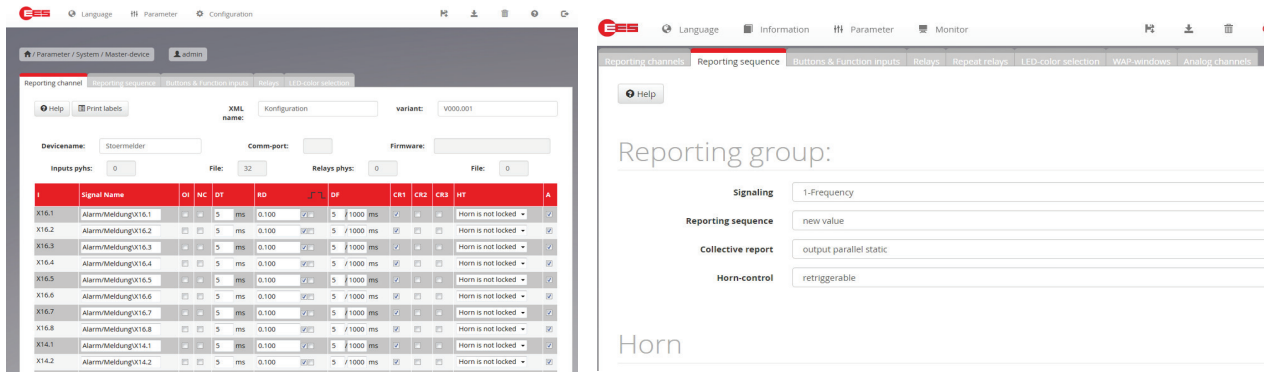 EES Language Parameter Configuration
/ Parameter / System / Master-device admin
Reporting channel Reporting sequence Buttons & Function inputs Relays LED-color selection
Help Print labels XML name: Konfiguration variant: V000.001
Devicename: Stoermelder Comm-port: Firmware:
Inputs pyhs: 0 File: 32 Relays phys: 0 File: 0
I Signal Name OI NC DT RD DF CR1 CR2 CR3 HT A
X16.1 Alarm/Meldung\X16.1 5 ms 0.100 5 / 1000 ms Horn is not locked
X16.2 Alarm/Meldung\X16.2 5 ms 0.100 5 / 1000 ms Horn is not locked
X16.3 Alarm/Meldung\X16.3 5 ms 0.100 5 / 1000 ms Horn is not locked
X16.4 Alarm/Meldung\X16.4 5 ms 0.100 5 / 1000 ms Horn is not locked
X16.5 Alarm/Meldung\X16.5 5 ms 0.100 5 / 1000 ms Horn is not locked
X16.6 Alarm/Meldung\X16.6 5 ms 0.100 5 / 1000 ms Horn is not locked
X16.7 Alarm/Meldung\X16.7 5 ms 0.100 5 / 1000 ms Horn is not locked
X16.8 Alarm/Meldung\X16.8 5 ms 0.100 5 / 1000 ms Horn is not locked
X14.1 Alarm/Meldung\X14.1 5 ms 0.100 5 / 1000 ms Horn is not locked
X14.2 Alarm/Meldung\X14.2 5 ms 0.100 5 / 1000 ms Horn is not locked
EES Language Information Parameter Monitor
Reporting channels Reporting sequence Buttons & Function inputs Relays Repeat relays LED-color selection WAP-windows Analog channels
Help
Reporting group:
Signaling 1-Frequency
Reporting sequence new value
Collective report output parallel static
Horn-control retriggerable
Horn